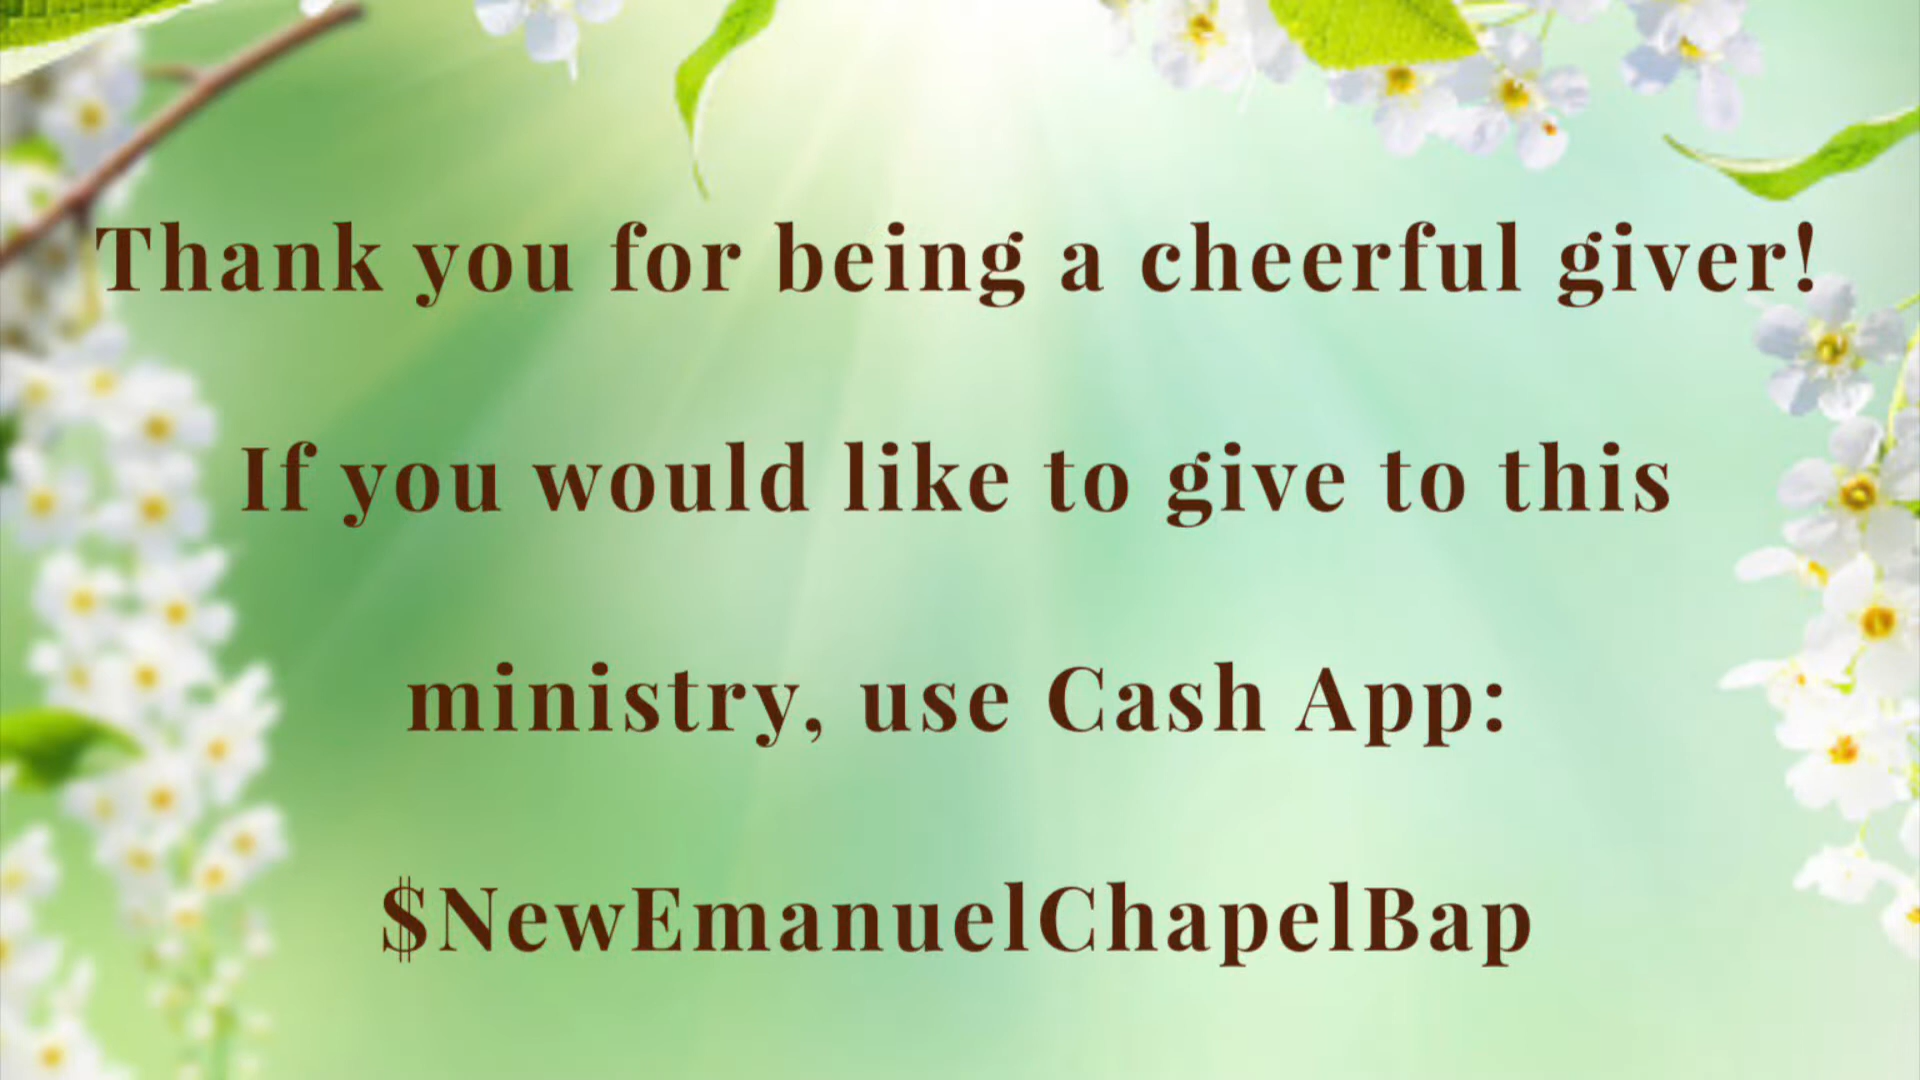 Thank you for being a cheerful giver!
If you would like to give to this
ministry, use Cash App:
$NewEmanuelChapelBap